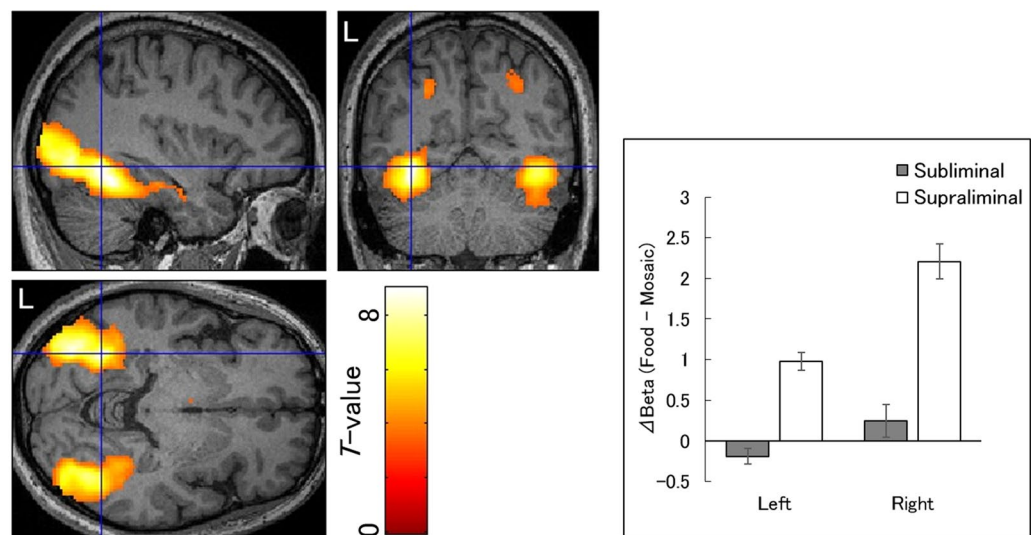 L
L
8
T-value
0
Subliminal
Supraliminal
3
2.5
2
1.5
1
0.5
0
−0.5
ΔBeta (Food − Mosaic)
Left
Right